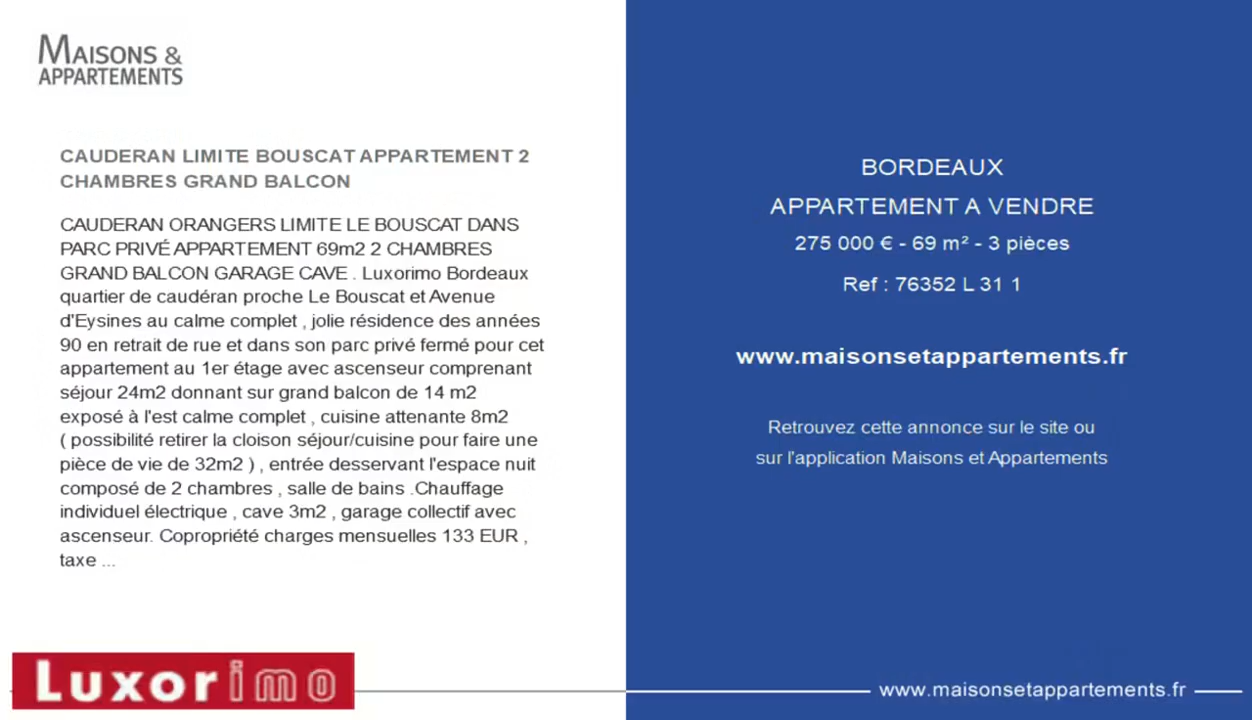 MAISONS &
APPARTEMENTS
CAUDERAN LIMITE BOUSCAT APPARTEMENT 2
CHAMBRES GRAND BALCON
CAUDERAN ORANGERS LIMITE LE BOUSCAT DANS
PARC PRIVÉ APPARTEMENT 69m2 2 CHAMBRES
GRAND BALCON GARAGE CAVE . Luxorimo Bordeaux
quartier de caudéran proche Le Bouscat et Avenue
d'Eysines au calme complet , jolie résidence des années
90 en retrait de rue et dans son parc privé fermé pour cet
appartement au 1er étage avec ascenseur comprenant
séjour 24m2 donnant sur grand balcon de 14 m2
exposé à l'est calme complet , cuisine attenante 8m2
( possibilité retirer la cloison séjour/cuisine pour faire une
pièce de vie de 32m2 ) , entrée desservant l'espace nuit
composé de 2 chambres , salle de bains .Chauffage
individuel électrique , cave 3m2 , garage collectif avec
ascenseur. Copropriété charges mensuelles 133 EUR ,
taxe ...
Luxorimo
BORDEAUX
APPARTEMENT A VENDRE
275 000 € - 69 m² - 3 pièces
Ref : 76352 L 31 1
www.maisonsetappartements.fr
Retrouvez cette annonce sur le site ou
sur l'application Maisons et Appartements
www.maisonsetappartements.fr